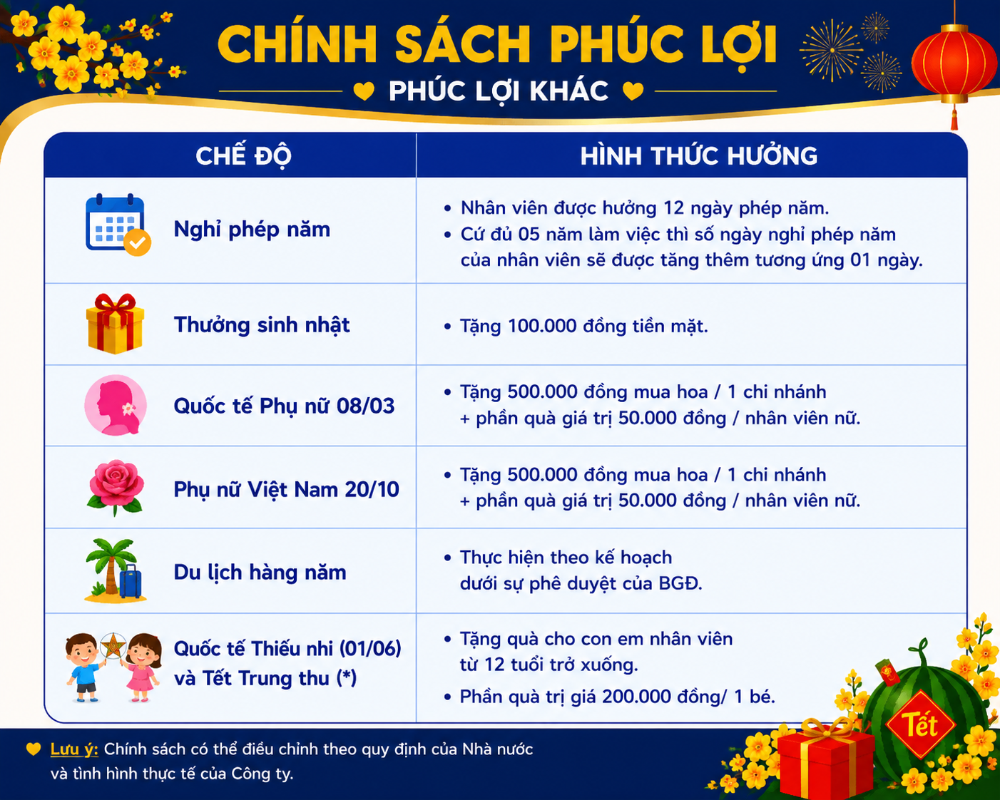 CHÍNH SÁCH PHÚC LỢI
PHÚC LỢI KHÁC
CHẾ ĐỘ
HÌNH THỨC HƯỞNG
Nghỉ phép năm
• Nhân viên được hưởng 12 ngày phép năm.
• Cứ đủ 05 năm làm việc thì số ngày nghỉ phép năm
của nhân viên sẽ được tăng thêm tương ứng 01 ngày.
Thưởng sinh nhật
• Tặng 100.000 đồng tiền mặt.
Quốc tế Phụ nữ 08/03
• Tặng 500.000 đồng mua hoa / 1 chi nhánh
+ phần quà giá trị 50.000 đồng / nhân viên nữ.
Phụ nữ Việt Nam 20/10
• Tặng 500.000 đồng mua hoa / 1 chi nhánh
+ phần quà giá trị 50.000 đồng / nhân viên nữ.
Du lịch hàng năm
• Thực hiện theo kế hoạch
dưới sự phê duyệt của BGĐ.
Quốc tế Thiếu nhi (01/06)
và Tết Trung thu (*)
• Tặng quà cho con em nhân viên
từ 12 tuổi trở xuống.
• Phần quà trị giá 200.000 đồng/ 1 bé.
Tết
Lưu ý: Chính sách có thể điều chỉnh theo quy định của Nhà nước
và tình hình thực tế của Công ty.